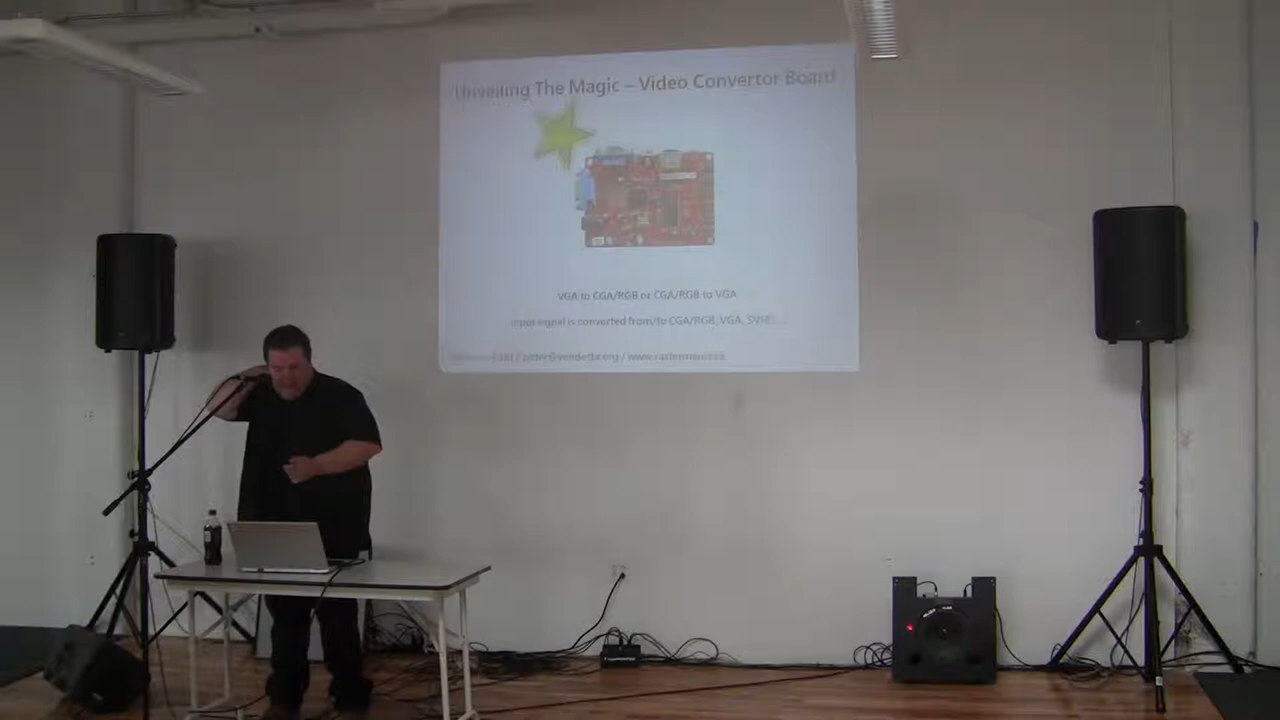 Unveiling The Magic – Video Convertor Board
VGA to CGA/RGB or CGA/RGB to VGA
Input signal is converted from/to CGA/RGB, VGA,